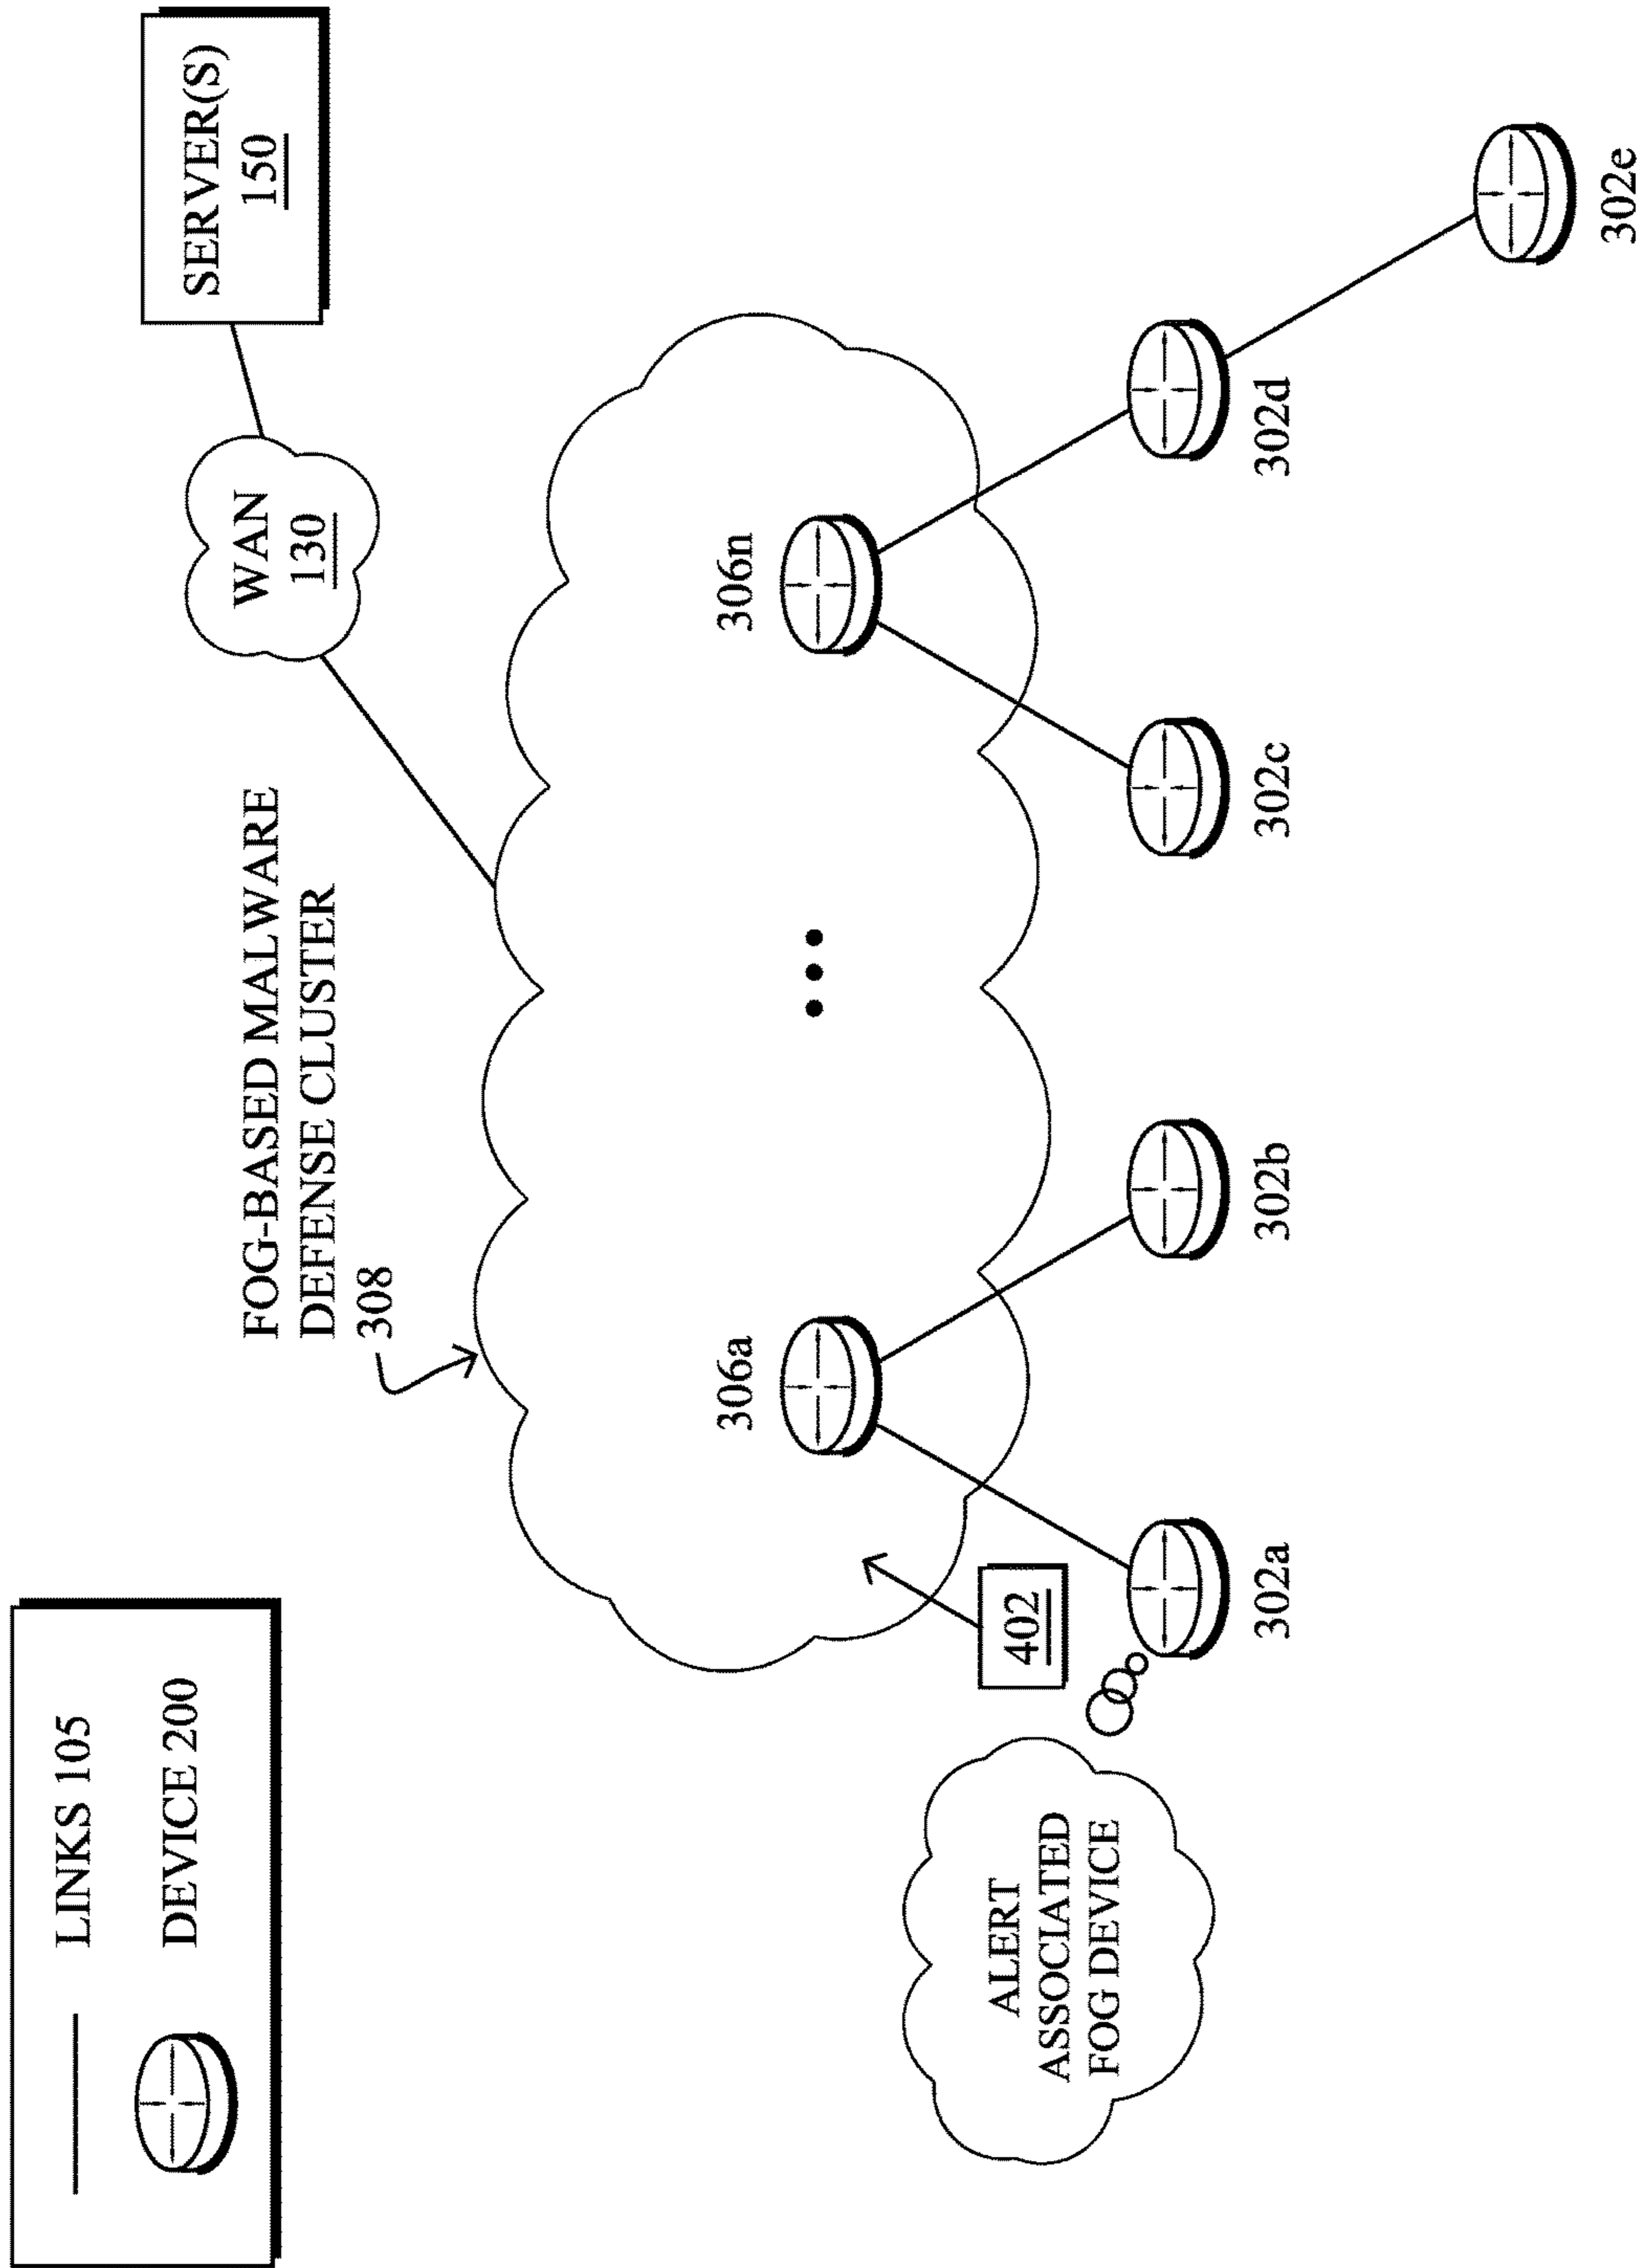 LINKS 105
DEVICE 200
SERVER(S)
150
WAN
130
FOG-BASED MALWARE
DEFENSE CLUSTER
308
306a
306n
402
ALERT
ASSOCIATED
FOG DEVICE
302a
302b
302c
302d
302e